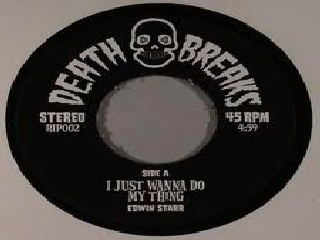 DEATH BREAKS
STEREO
RIP002
45 RPM
4:59
SIDE A
I JUST WANNA DO
MY THING
EDWIN STARR